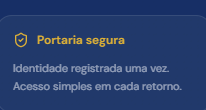 Portaria segura
Identidade registrada uma vez.
Acesso simples em cada retorno.